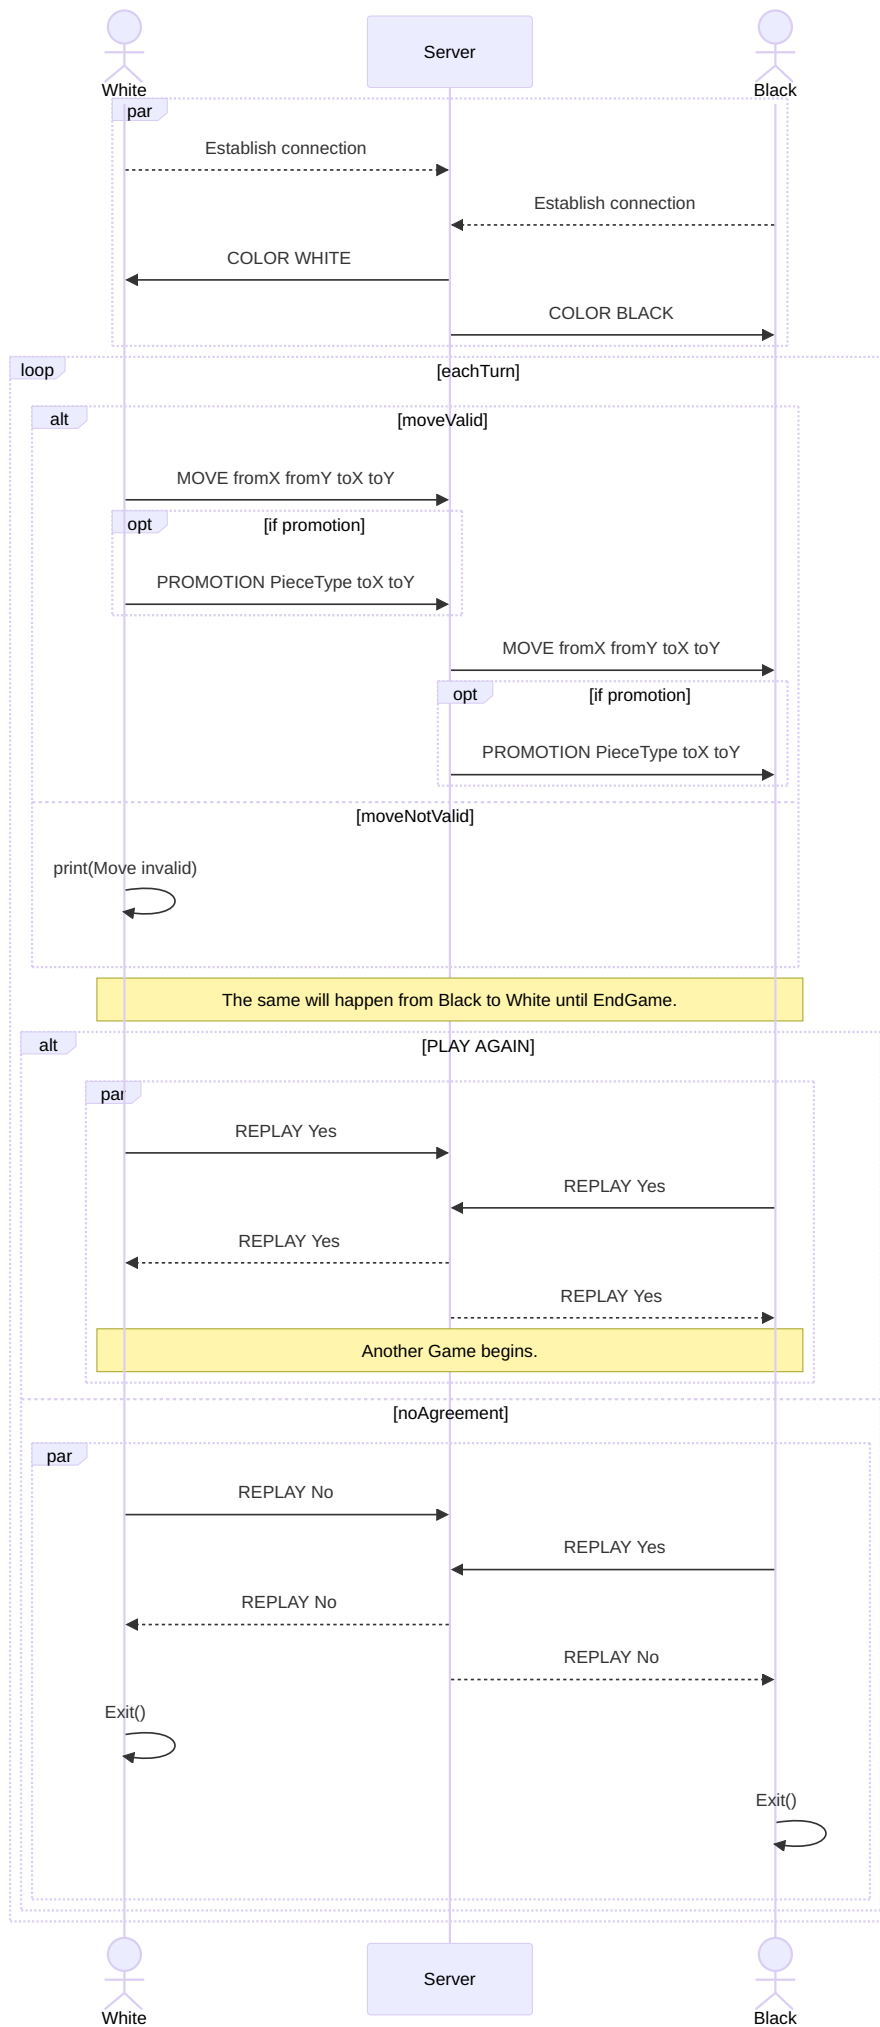 White
Server
Black
par
Establish connection
Establish connection
COLOR WHITE
COLOR BLACK
loop
[eachTurn]
alt
[moveValid]
MOVE fromX fromY toX toY
opt
[if promotion]
PROMOTION PieceType toX toY
MOVE fromX fromY toX toY
opt
[if promotion]
PROMOTION PieceType toX toY
[moveNotValid]
print(Move invalid)
The same will happen from Black to White until EndGame.
alt
[PLAY AGAIN]
par
REPLAY Yes
REPLAY Yes
REPLAY Yes
REPLAY Yes
Another Game begins.
[noAgreement]
par
REPLAY No
REPLAY Yes
REPLAY No
REPLAY No
Exit()
Exit()
White
Server
Black